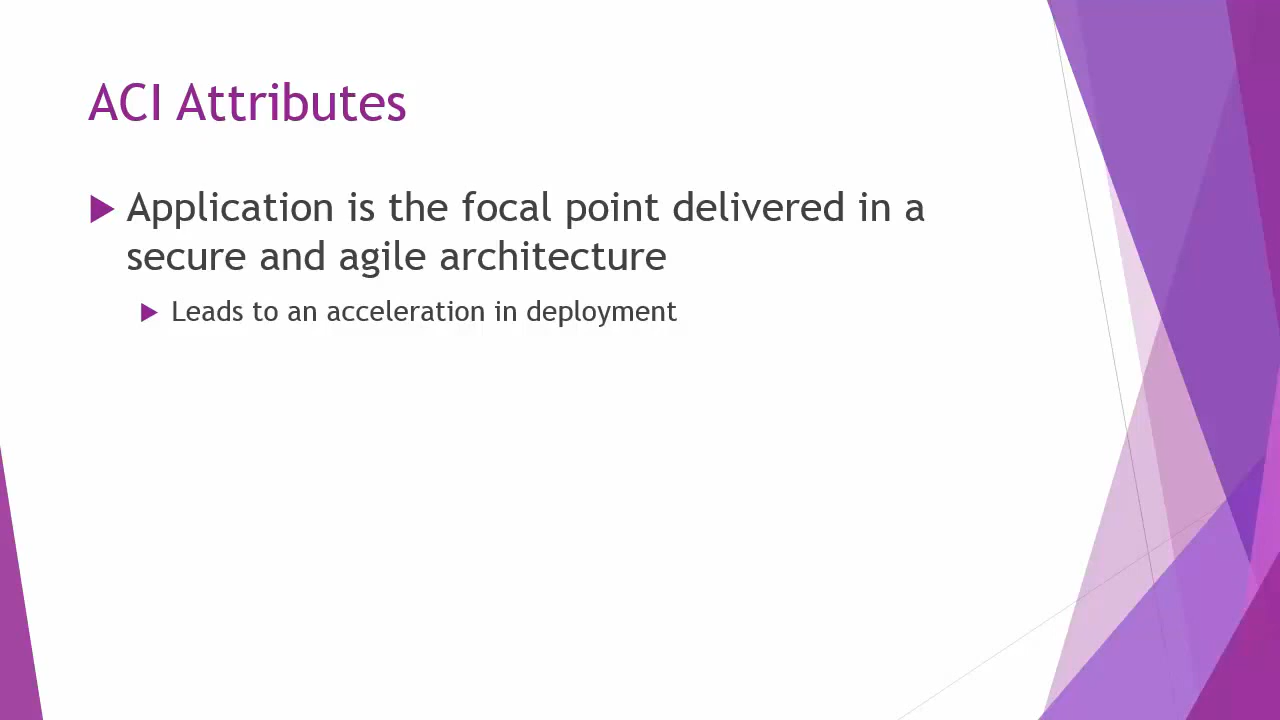 ACI Attributes
Application is the focal point delivered in a
secure and agile architecture
Leads to an acceleration in deployment